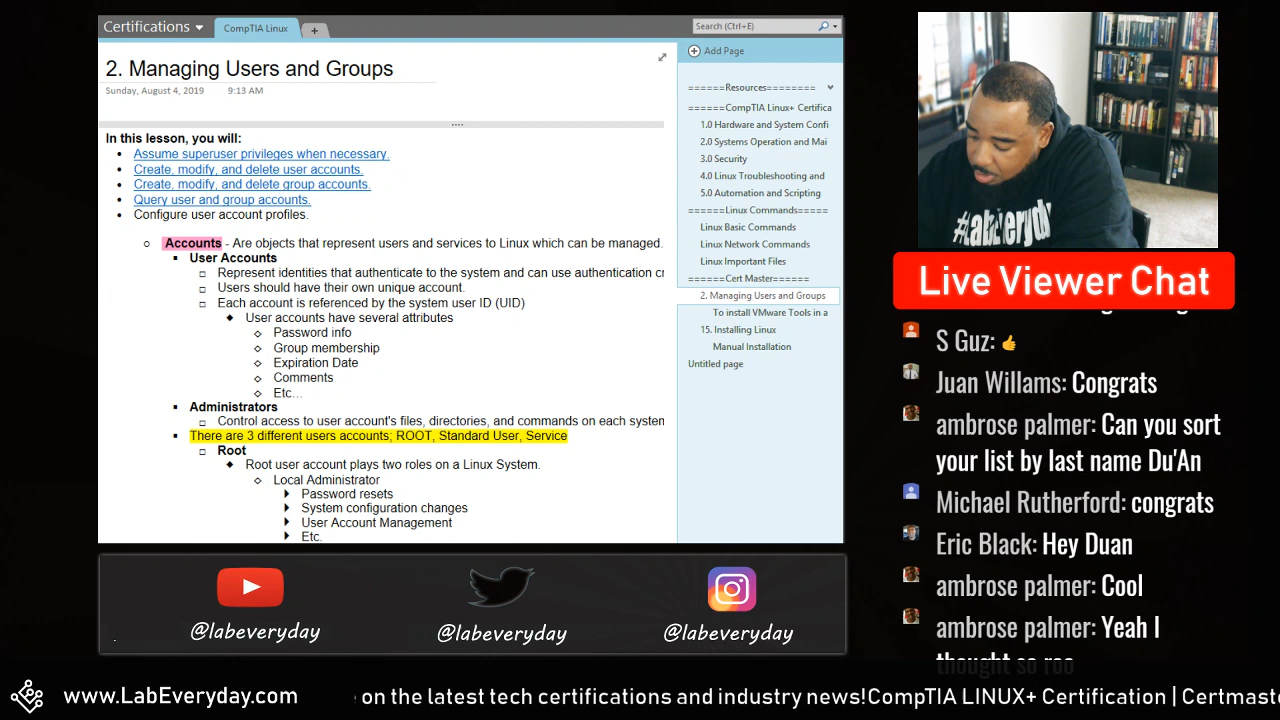 Certifications
CompTIA Linux
+
Search (Ctrl+E)
2. Managing Users and Groups
Sunday, August 4, 2019 9:13 AM
In this lesson, you will:
Assume superuser privileges when necessary.
Create, modify, and delete user accounts.
Create, modify, and delete group accounts.
Query user and group accounts.
Configure user account profiles.
Accounts - Are objects that represent users and services to Linux which can be managed.
User Accounts
Represent identities that authenticate to the system and can use authentication cr
Users should have their own unique account.
Each account is referenced by the system user ID (UID)
User accounts have several attributes
Password info
Group membership
Expiration Date
Comments
Etc...
Administrators
Control access to user account's files, directories, and commands on each system
There are 3 different users accounts; ROOT, Standard User, Service
Root
Root user account plays two roles on a Linux System.
Local Administrator
Password resets
System configuration changes
User Account Management
Etc.
Add Page
======Resources========
======CompTIA Linux+ Certifica
1.0 Hardware and System Confi
2.0 Systems Operation and Mai
3.0 Security
4.0 Linux Troubleshooting and
5.0 Automation and Scripting
======Linux Commands=====
Linux Basic Commands
Linux Network Commands
Linux Important Files
======Cert Master======
2. Managing Users and Groups
To install VMware Tools in a
15. Installing Linux
Manual Installation
Untitled page
#labeveryday
Live Viewer Chat
S Guz: 👍
Juan Willams: Congrats
ambrose palmer: Can you sort
your list by last name Du'An
Michael Rutherford: congrats
Eric Black: Hey Duan
ambrose palmer: Cool
ambrose palmer: Yeah I
thought so roo
@labeveryday
@labeveryday
@labeveryday
www.LabEveryday.com
on the latest tech certifications and industry news!CompTIA LINUX+ Certification | Certmaste